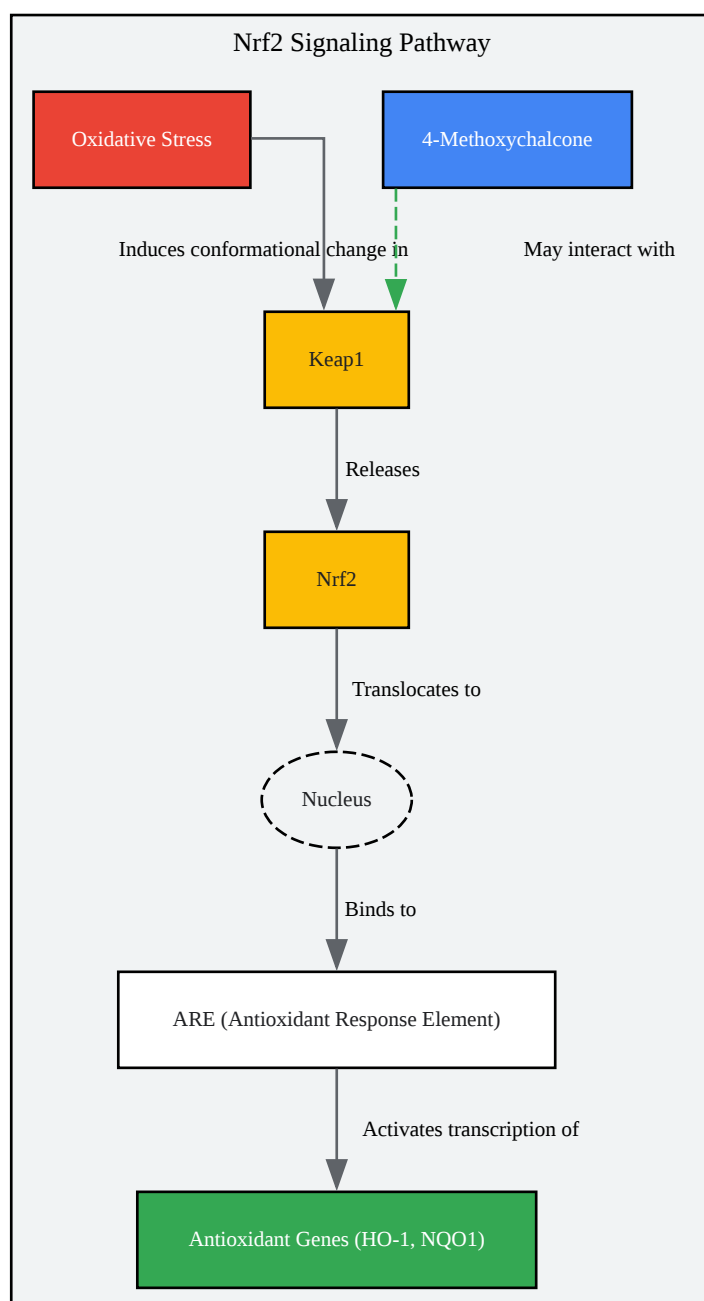 Nrf2 Signaling Pathway
Oxidative Stress
4-Methoxychalcone
Induces conformational change in
May interact with
Keap1
Releases
Nrf2
Translocates to
Nucleus
Binds to
ARE (Antioxidant Response Element)
Activates transcription of
Antioxidant Genes (HO-1, NQO1)